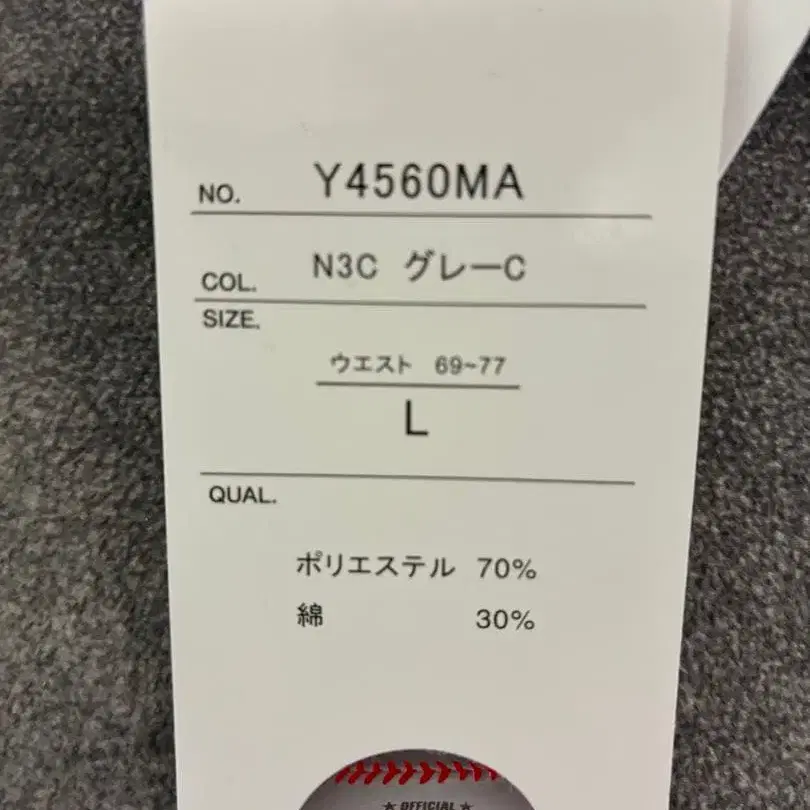 NO. Y4560MA
COL. N3C グレーC
SIZE.
ウエスト 69~77
L
QUAL.
ポリエステル 70%
綿 30%
★ OFFICIAL ★